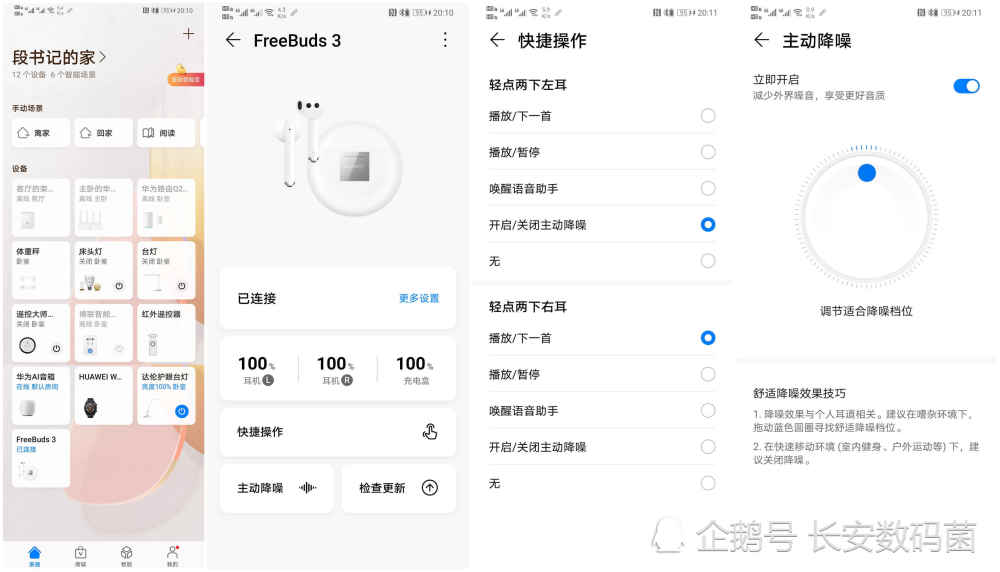 20:10
段书记的家
12 个设备 6 个智能场景
手动场景
离家
回家
阅读
设备
客厅的荣...
离线 客厅
主卧的华...
离线 主卧
华为路由Q2...
离线 卧室
体重秤
卧室
床头灯
关闭 卧室
台灯
关闭 卧室
遥控大师...
关闭 卧室
博联智能...
离线 卧室
红外遥控器
华为AI音箱
在线 默认房间
HUAWEI W...
达伦护眼台灯
亮度100% 卧室
FreeBuds 3
已连接
家居
商城
智能
我的
20:10
FreeBuds 3
已连接
更多设置
100%
耳机 L
100%
耳机 R
100%
充电盒
快捷操作
主动降噪
检查更新
20:11
快捷操作
轻点两下左耳
播放/下一首
播放/暂停
唤醒语音助手
开启/关闭主动降噪
无
轻点两下右耳
播放/下一首
播放/暂停
唤醒语音助手
开启/关闭主动降噪
无
20:11
主动降噪
立即开启
减少外界噪音，享受更好音质
调节适合降噪档位
舒适降噪效果技巧
1. 降噪效果与个人耳道相关。建议在嘈杂环境下，
拖动蓝色圆圈寻找舒适降噪档位。
2. 在快速移动环境 (室内健身、户外运动等) 下，建
议关闭降噪。
企鹅号 长安数码菌